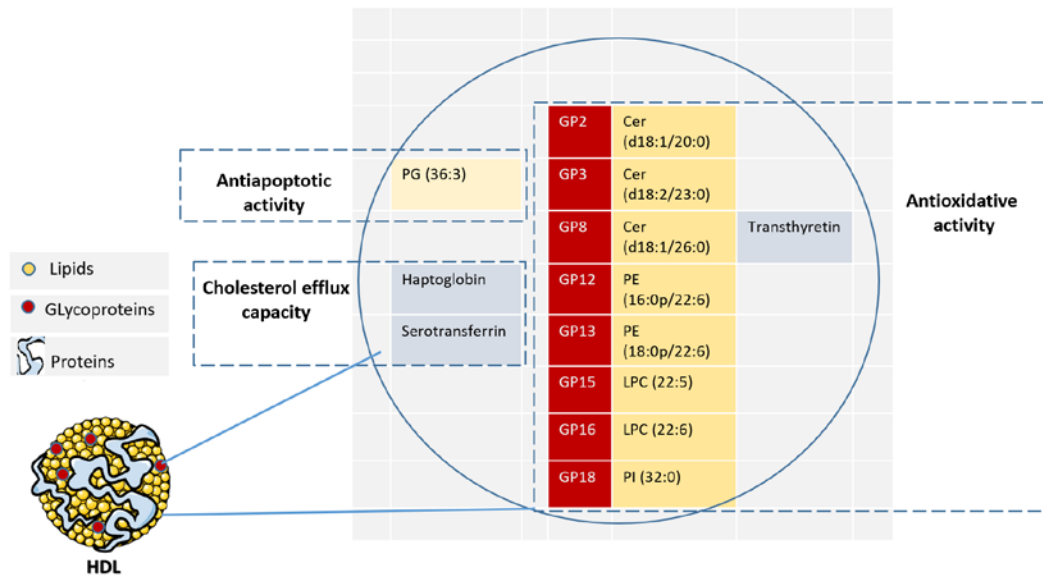 Antiapoptotic
activity
PG (36:3)
Cholesterol efflux
capacity
Haptoglobin
Serotransferrin
GP2
Cer
(d18:1/20:0)
GP3
Cer
(d18:2/23:0)
GP8
Cer
(d18:1/26:0)
Transthyretin
GP12
PE
(16:0p/22:6)
GP13
PE
(18:0p/22:6)
GP15
LPC (22:5)
GP16
LPC (22:6)
GP18
PI (32:0)
Antioxidative
activity
Lipids
GLycoproteins
Proteins
HDL